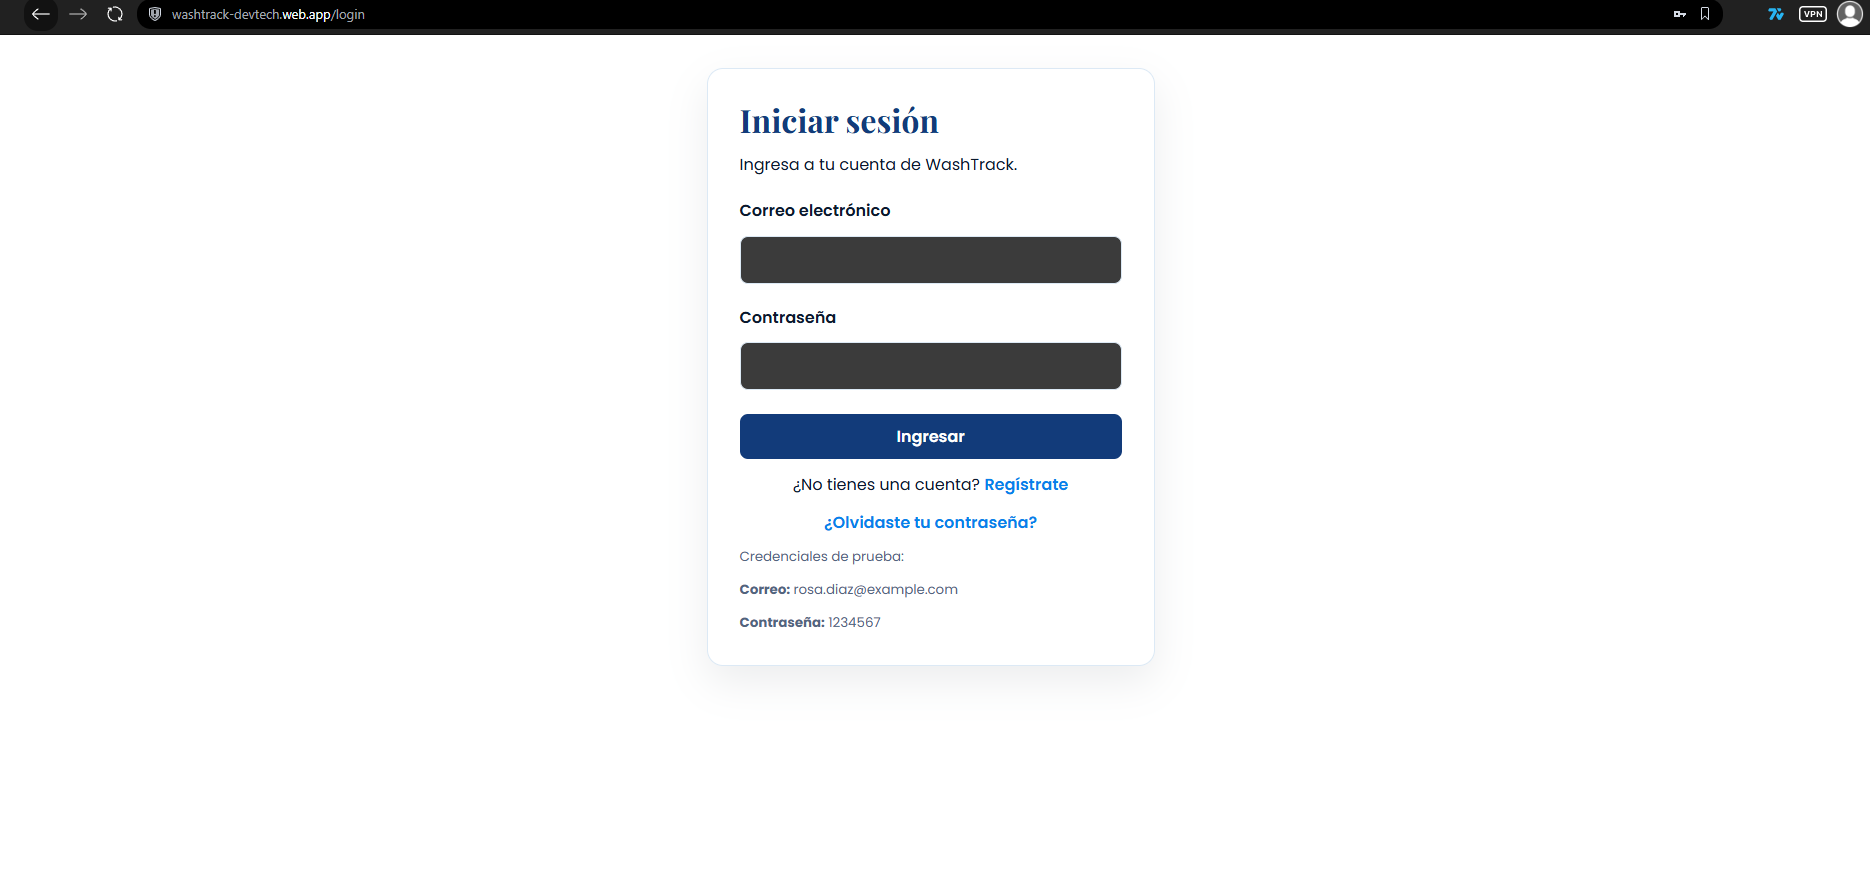 washtrack-devtech.web.app/login
VPN
Iniciar sesión
Ingresa a tu cuenta de WashTrack.
Correo electrónico
Contraseña
Ingresar
¿No tienes una cuenta? Regístrate
¿Olvidaste tu contraseña?
Credenciales de prueba:
Correo: rosa.diaz@example.com
Contraseña: 1234567